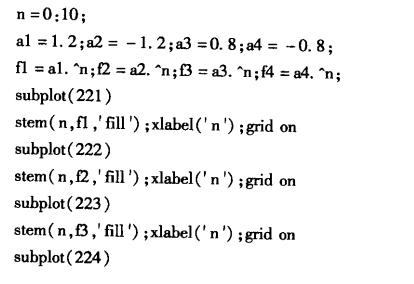 n=0:10;
a1=1.2;a2=-1.2;a3=0.8;a4=-0.8;
f1=a1.^n;f2=a2.^n;f3=a3.^n;f4=a4.^n;
subplot(221)
stem(n,f1,'fill');xlabel('n');grid on
subplot(222)
stem(n,f2,'fill');xlabel('n');grid on
subplot(223)
stem(n,f3,'fill');xlabel('n');grid on
subplot(224)